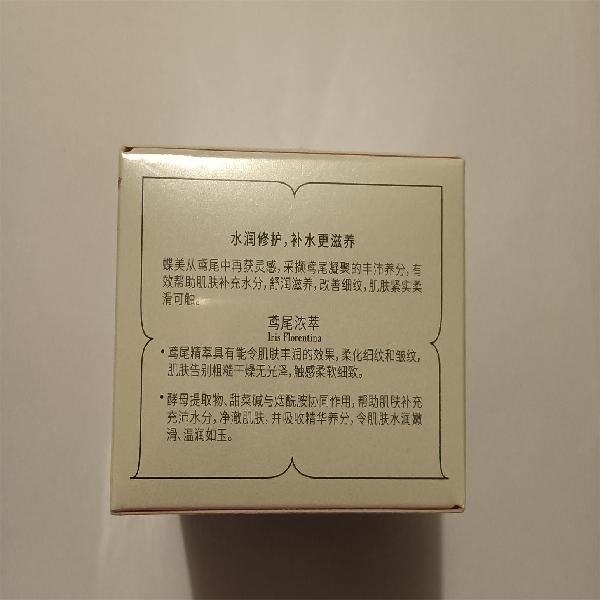 水润修护,补水更滋养
蝶美从鸢尾中再获灵感,采撷鸢尾凝聚的丰沛养分,有
效帮助肌肤补充水分,舒润滋养,改善细纹,肌肤紧实柔
滑可触。
鸢尾浓萃
Iris Florentina
• 鸢尾精萃具有能令肌肤丰润的效果,柔化细纹和皱纹,
肌肤告别粗糙干燥无光泽,触感柔软细致。
• 酵母提取物、甜菜碱与烟酰胺协同作用,帮助肌肤补充
充沛水分,净澈肌肤,并吸收精华养分,令肌肤水润嫩
滑、温润如玉。